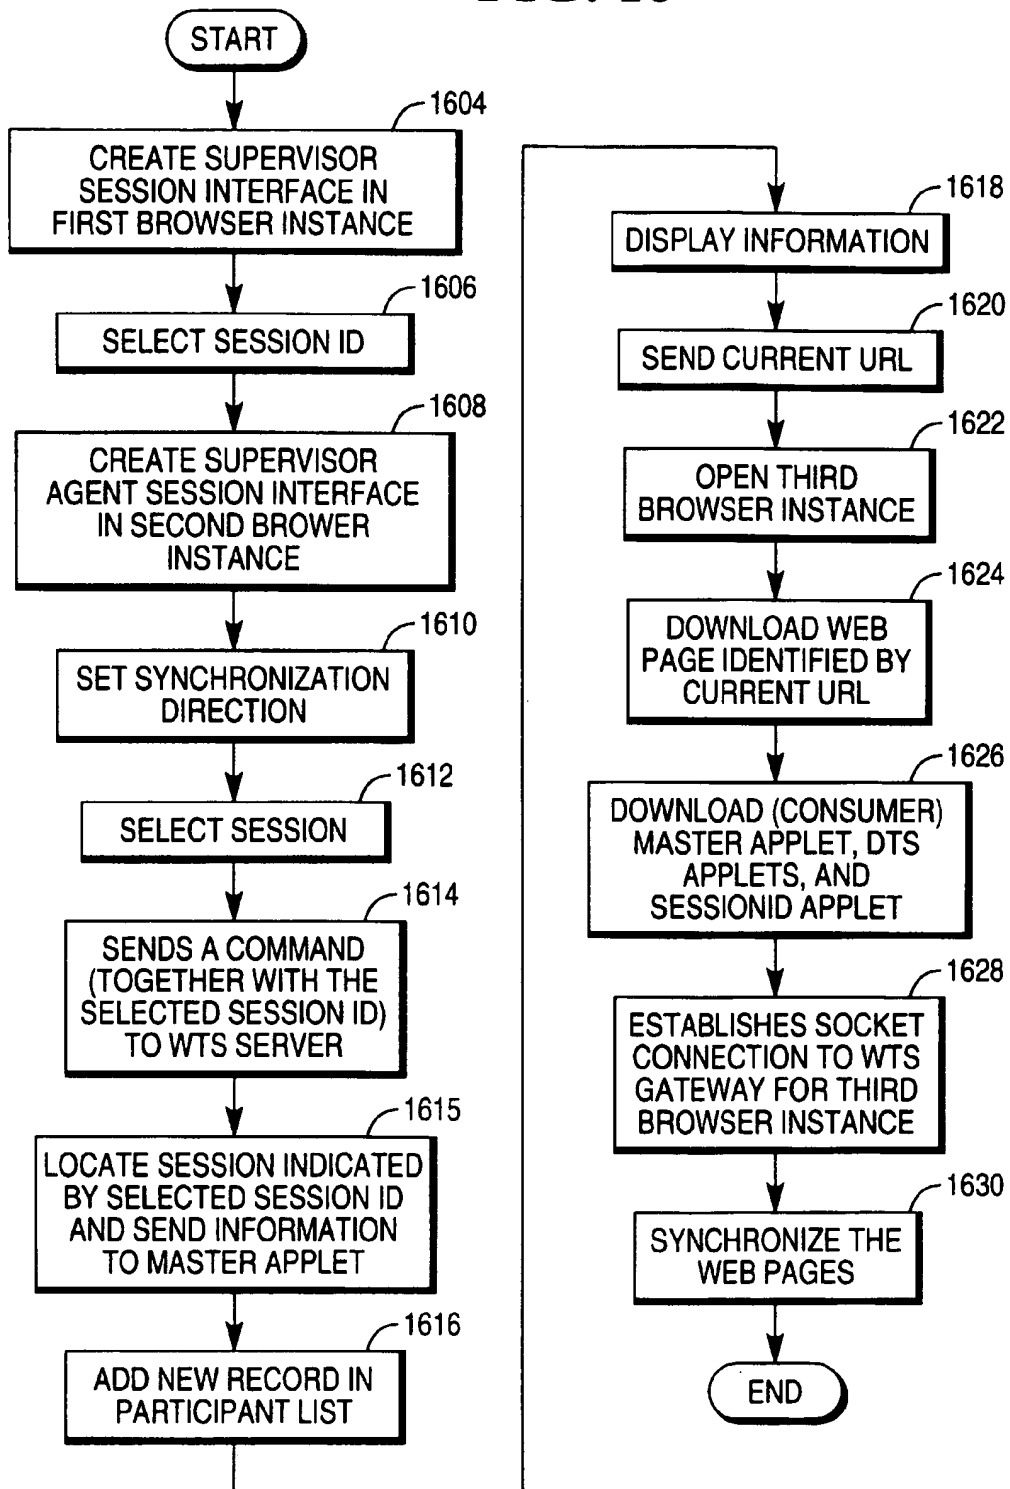 START
1604
CREATE SUPERVISOR
SESSION INTERFACE IN
FIRST BROWSER INSTANCE
1606
SELECT SESSION ID
1608
CREATE SUPERVISOR
AGENT SESSION INTERFACE
IN SECOND BROWER
INSTANCE
1610
SET SYNCHRONIZATION
DIRECTION
1612
SELECT SESSION
1614
SENDS A COMMAND
(TOGETHER WITH THE
SELECTED SESSION ID)
TO WTS SERVER
1615
LOCATE SESSION INDICATED
BY SELECTED SESSION ID
AND SEND INFORMATION
TO MASTER APPLET
1616
ADD NEW RECORD IN
PARTICIPANT LIST
1618
DISPLAY INFORMATION
1620
SEND CURRENT URL
1622
OPEN THIRD
BROWSER INSTANCE
1624
DOWNLOAD WEB
PAGE IDENTIFIED BY
CURRENT URL
1626
DOWNLOAD (CONSUMER)
MASTER APPLET, DTS
APPLETS, AND
SESSIONID APPLET
1628
ESTABLISHES SOCKET
CONNECTION TO WTS
GATEWAY FOR THIRD
BROWSER INSTANCE
1630
SYNCHRONIZE THE
WEB PAGES
END